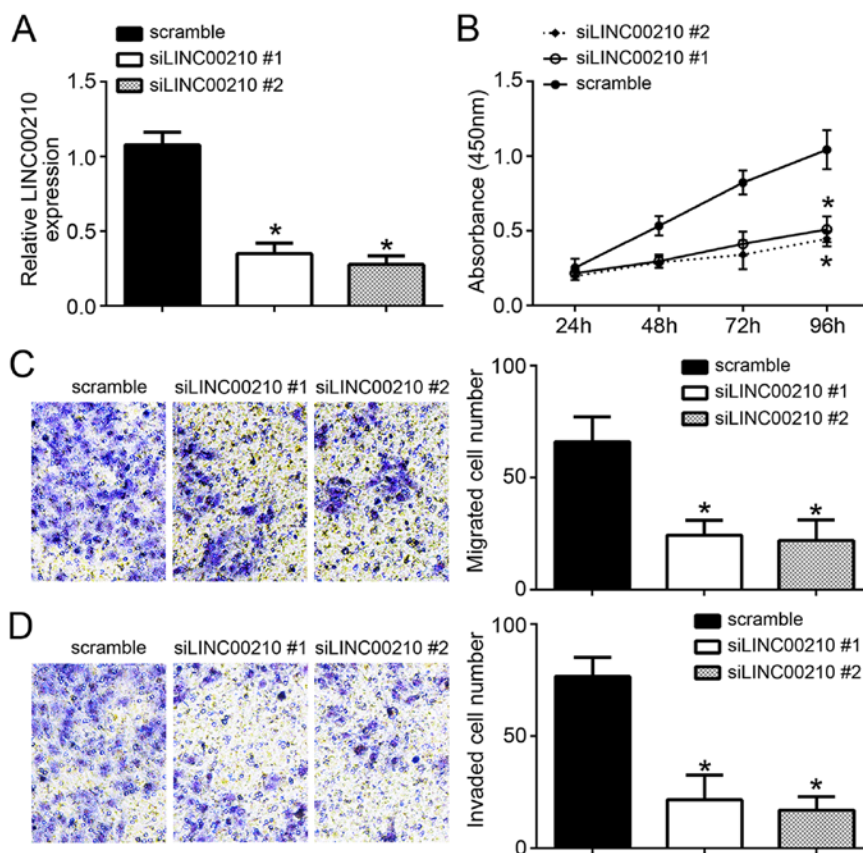 A
scramble
siLINC00210 #1
siLINC00210 #2
Relative LINC00210
expression
1.5
1.0
0.5
0.0
*
*
B
siLINC00210 #2
siLINC00210 #1
scramble
Absorbance (450nm)
1.5
1.0
0.5
0.0
*
*
24h 48h 72h 96h
C
scramble siLINC00210 #1 siLINC00210 #2
Migrated cell number
100
50
0
scramble
siLINC00210 #1
siLINC00210 #2
*
*
D
scramble siLINC00210 #1 siLINC00210 #2
Invaded cell number
100
50
0
scramble
siLINC00210 #1
siLINC00210 #2
*
*